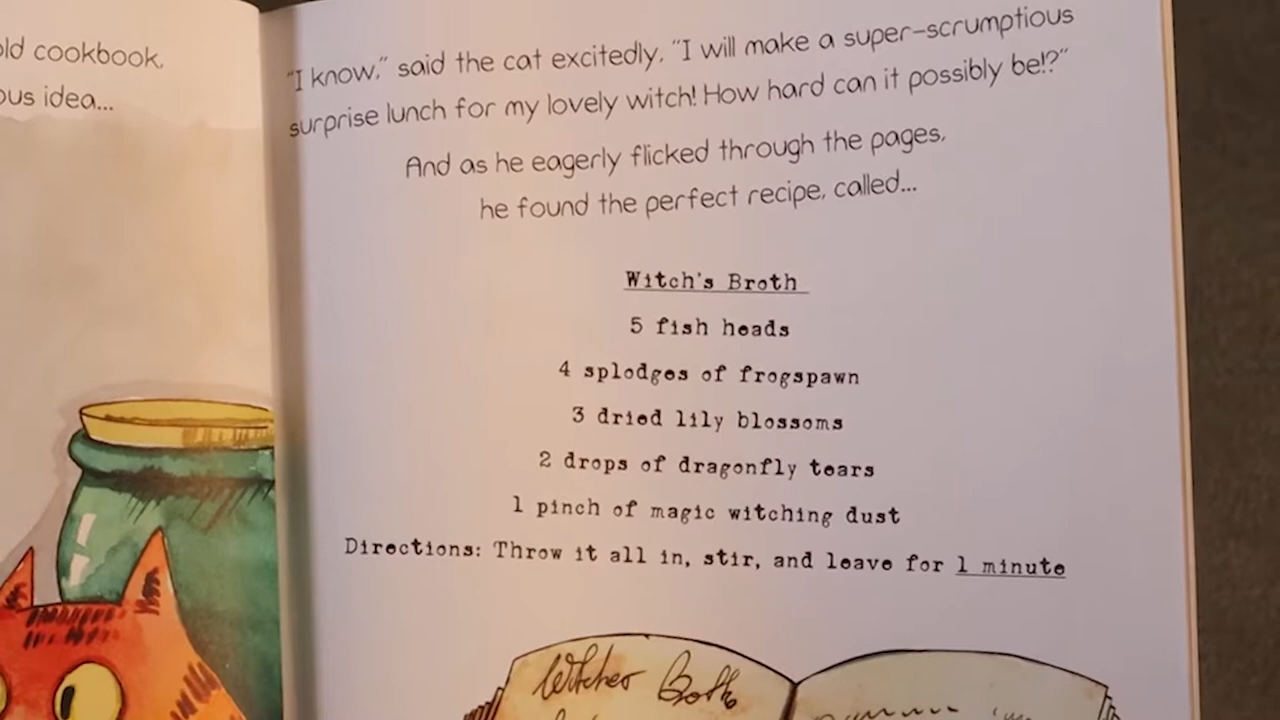 old cookbook,
ous idea...
"I know," said the cat excitedly, "I will make a super-scrumptious
surprise lunch for my lovely witch! How hard can it possibly be!?"
And as he eagerly flicked through the pages,
he found the perfect recipe, called...
Witch's Broth
5 fish heads
4 splodges of frogspawn
3 dried lily blossoms
2 drops of dragonfly tears
1 pinch of magic witching dust
Directions: Throw it all in, stir, and leave for 1 minute